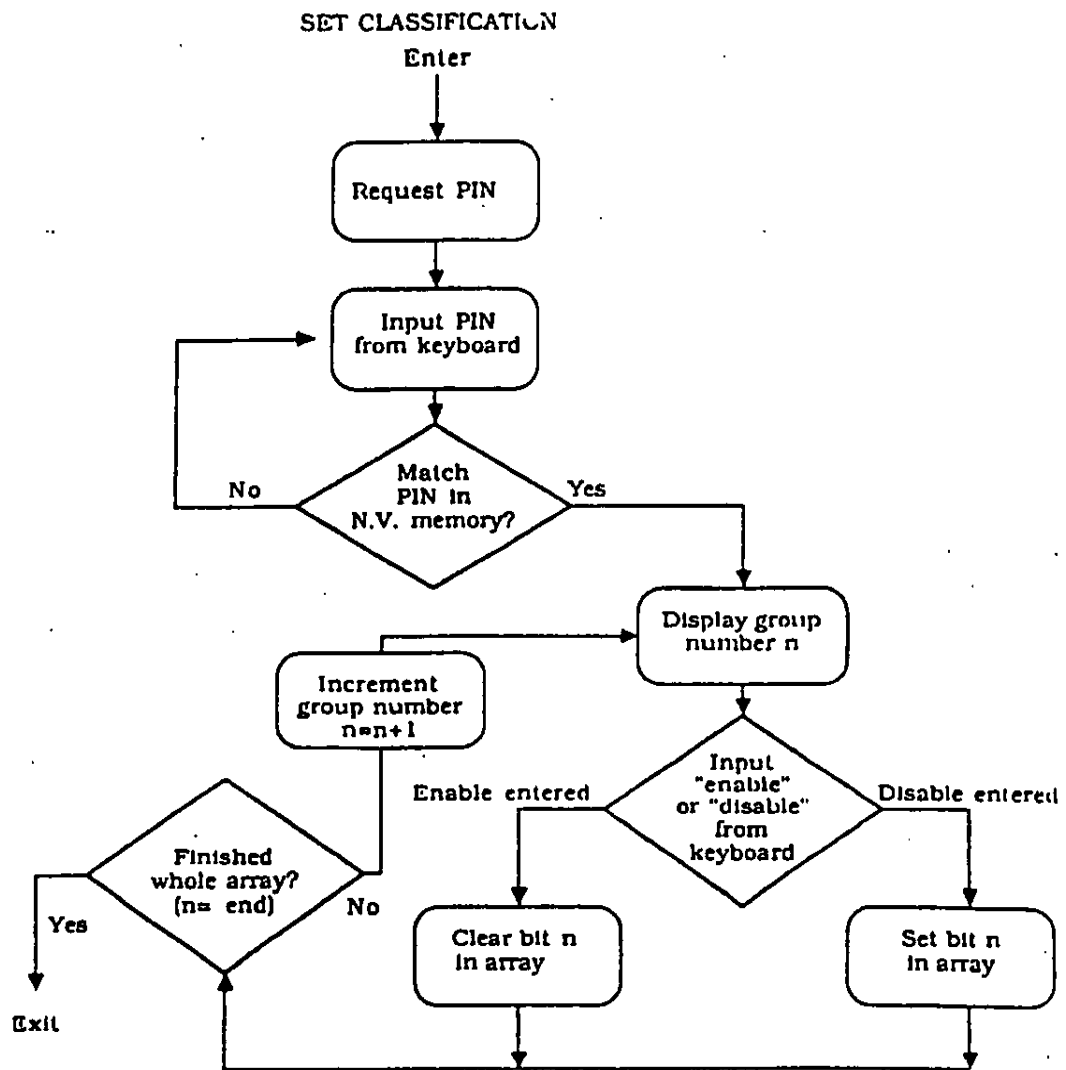 SET CLASSIFICATION
Enter
Request PIN
Input PIN
from keyboard
Match
PIN in
N.V. memory?
No
Yes
Display group
number n
Increment
group number
n=n+1
Input
"enable"
or "disable"
from
keyboard
Enable entered
Disable entered
Finished
whole array?
(n= end)
Yes
No
Clear bit n
in array
Set bit n
in array
Exit